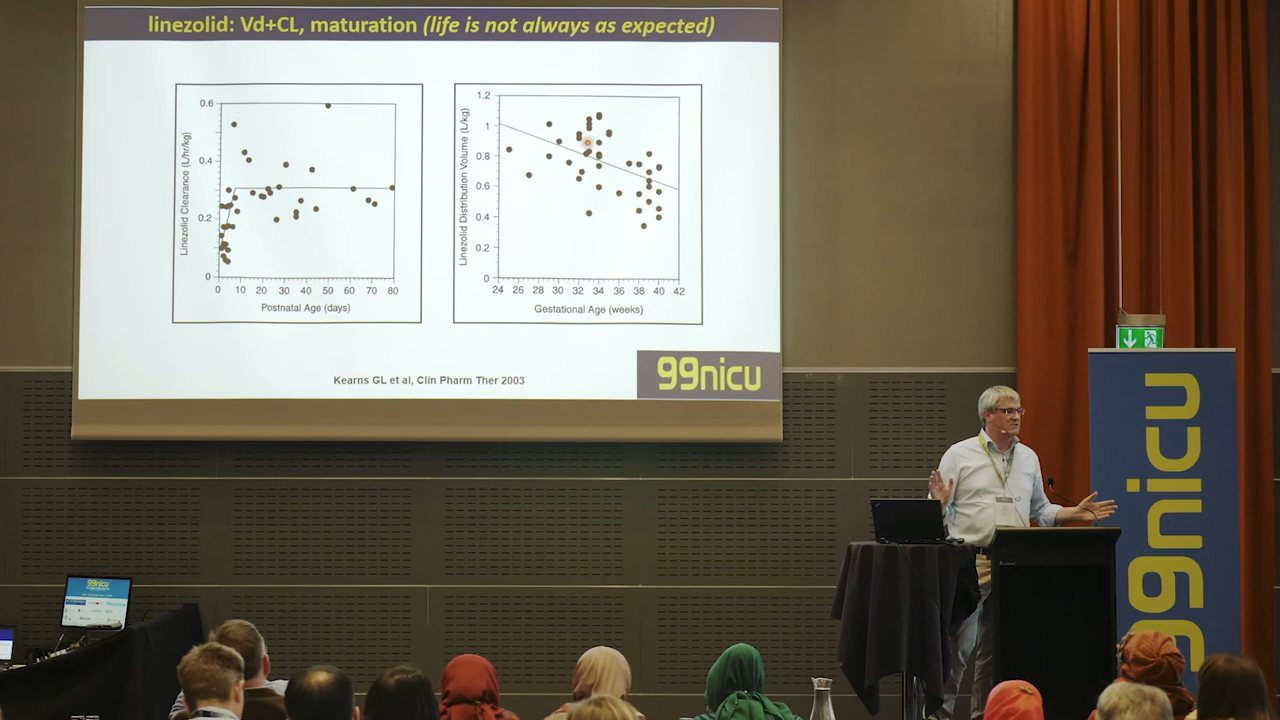 linezolid: Vd+CL, maturation (life is not always as expected)
0.6
0.4
0.2
0
Linezolid Clearance (L/hr/kg)
0 10 20 30 40 50 60 70 80
Postnatal Age (days)
1.2
1
0.8
0.6
0.4
0.2
0
Linezolid Distribution Volume (L/kg)
24 26 28 30 32 34 36 38 40 42
Gestational Age (weeks)
Kearns GL et al, Clin Pharm Ther 2003
99nicu
99nicu
99nicu